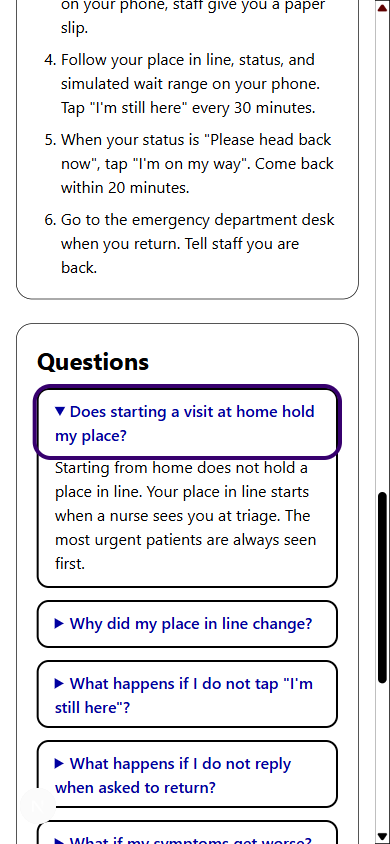 on your phone, staff give you a paper
slip.
4. Follow your place in line, status, and
simulated wait range on your phone.
Tap "I'm still here" every 30 minutes.
5. When your status is "Please head back
now", tap "I'm on my way". Come back
within 20 minutes.
6. Go to the emergency department desk
when you return. Tell staff you are
back.
Questions
▼ Does starting a visit at home hold
my place?
Starting from home does not hold a
place in line. Your place in line starts
when a nurse sees you at triage. The
most urgent patients are always seen
first.
▶ Why did my place in line change?
▶ What happens if I do not tap "I'm
still here"?
▶ What happens if I do not reply
when asked to return?
▶ What if my symptoms get worse?